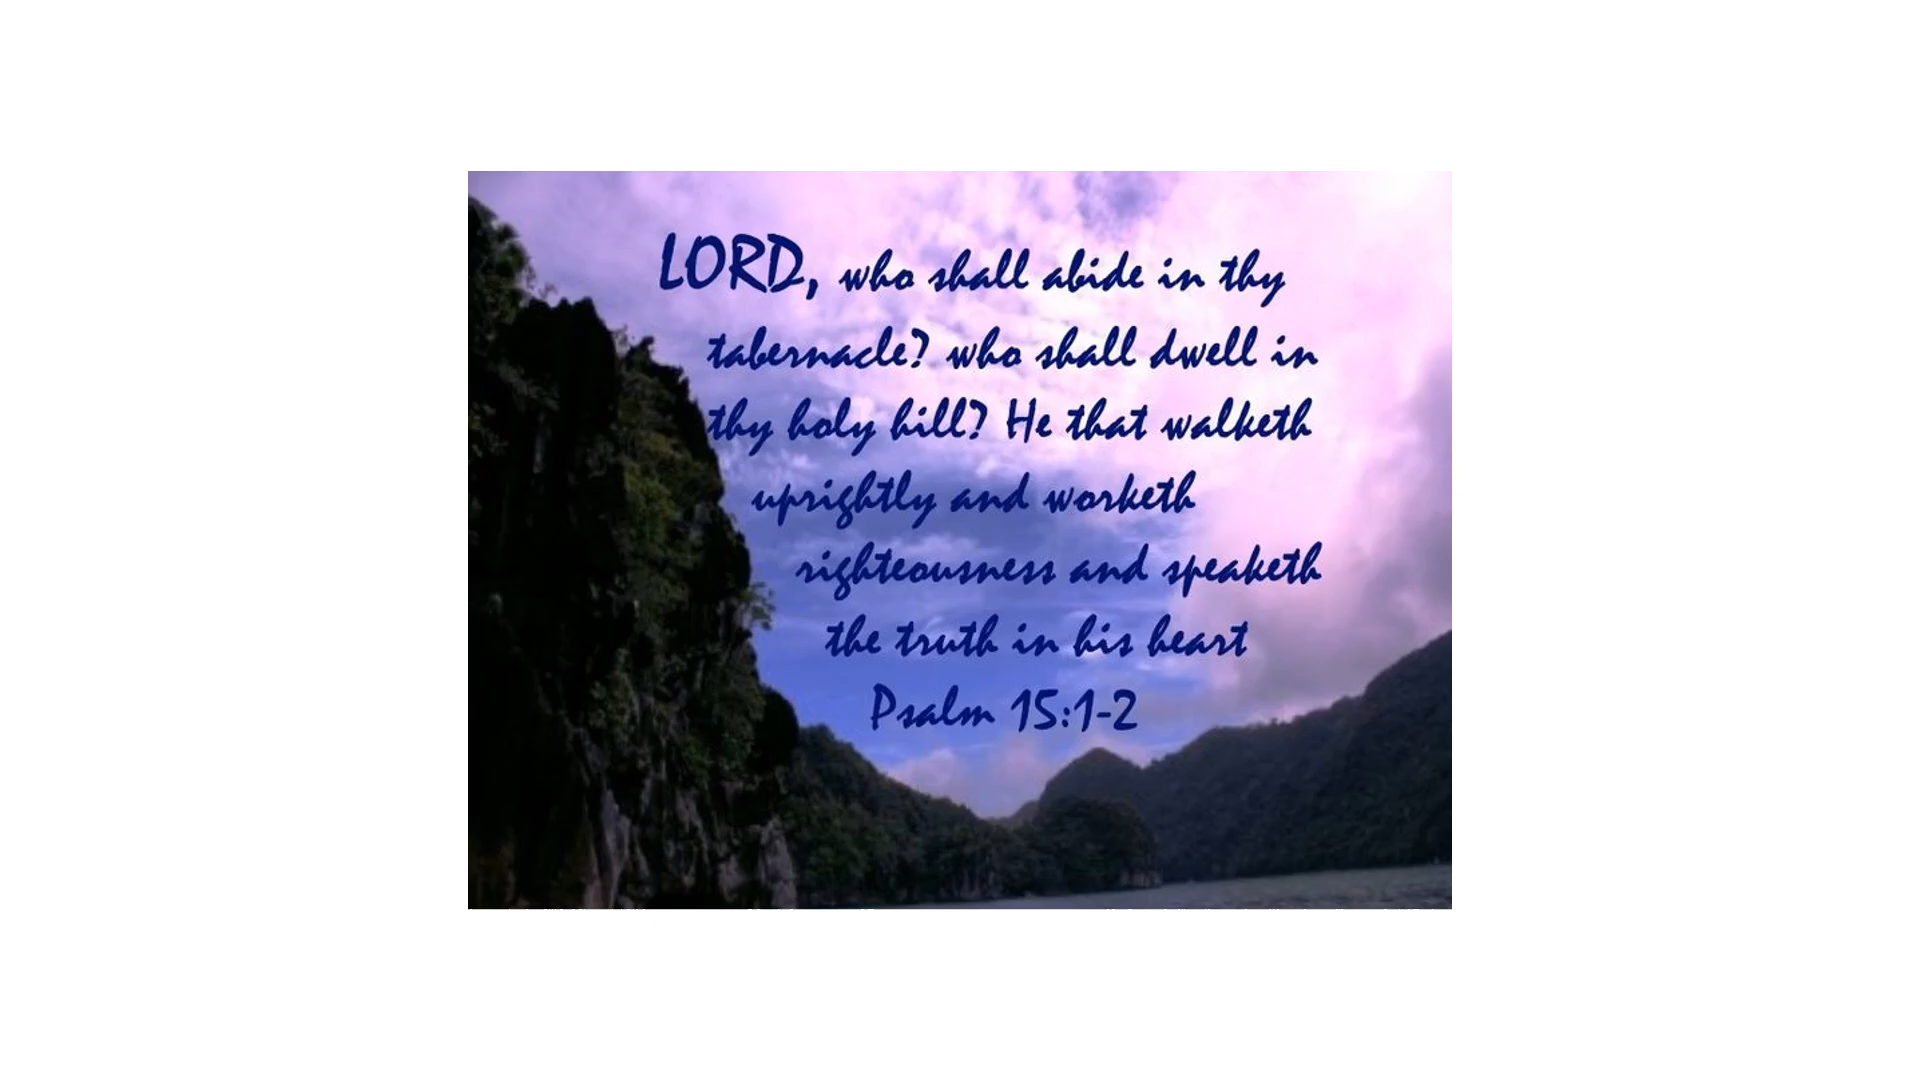 LORD, who shall abide in thy
tabernacle? who shall dwell in
thy holy hill? He that walketh
uprightly and worketh
righteousness and speaketh
the truth in his heart
Psalm 15:1-2